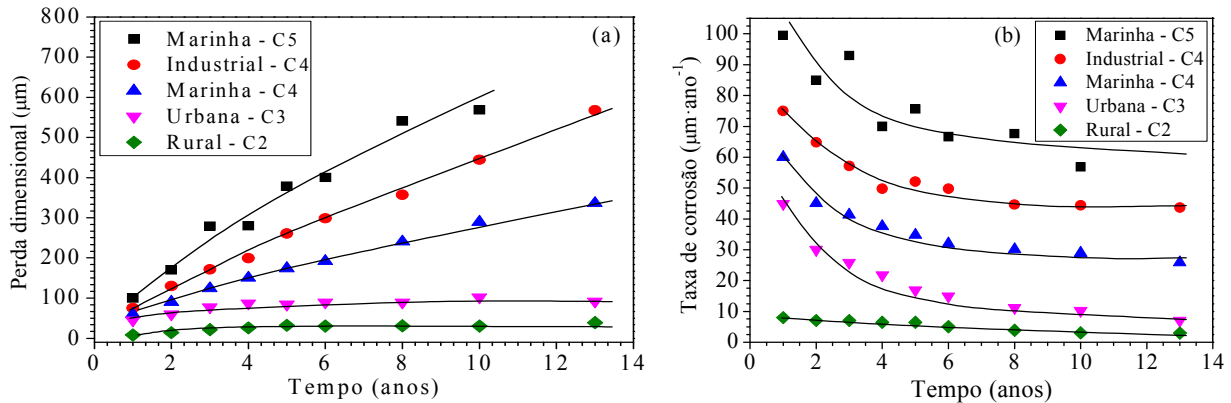 (a)
Marinha - C5
Industrial - C4
Marinha - C4
Urbana - C3
Rural - C2
Perda dimensional (µm)
800
700
600
500
400
300
200
100
0
0 2 4 6 8 10 12 14
Tempo (anos)
(b)
Marinha - C5
Industrial - C4
Marinha - C4
Urbana - C3
Rural - C2
Taxa de corrosão (µm·ano⁻¹)
100
90
80
70
60
50
40
30
20
10
0
0 2 4 6 8 10 12 14
Tempo (anos)